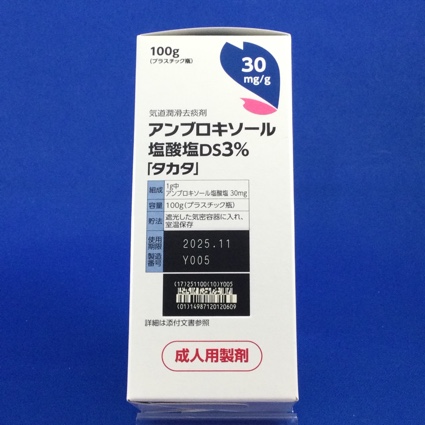 100g
(プラスチック瓶)
30
mg/g
気道潤滑去痰剤
アンブロキソール
塩酸塩DS3%
「タカタ」
組成 1g中
アンブロキソール塩酸塩 30mg
容量 100g(プラスチック瓶)
貯法 遮光した気密容器に入れ、
室温保存
使用
期限 2025.11
製造
番号 Y005
(17)251100(10)Y005
(01)14987120120609
詳細は添付文書参照
成人用製剤